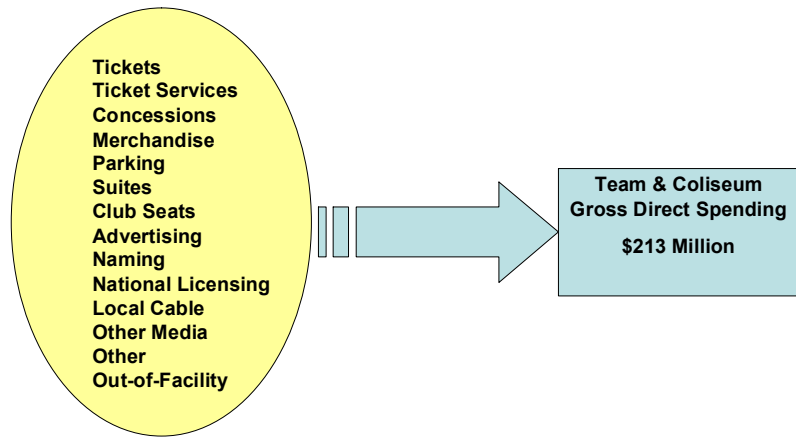 Tickets
Ticket Services
Concessions
Merchandise
Parking
Suites
Club Seats
Advertising
Naming
National Licensing
Local Cable
Other Media
Other
Out-of-Facility
Team & Coliseum
Gross Direct Spending
$213 Million